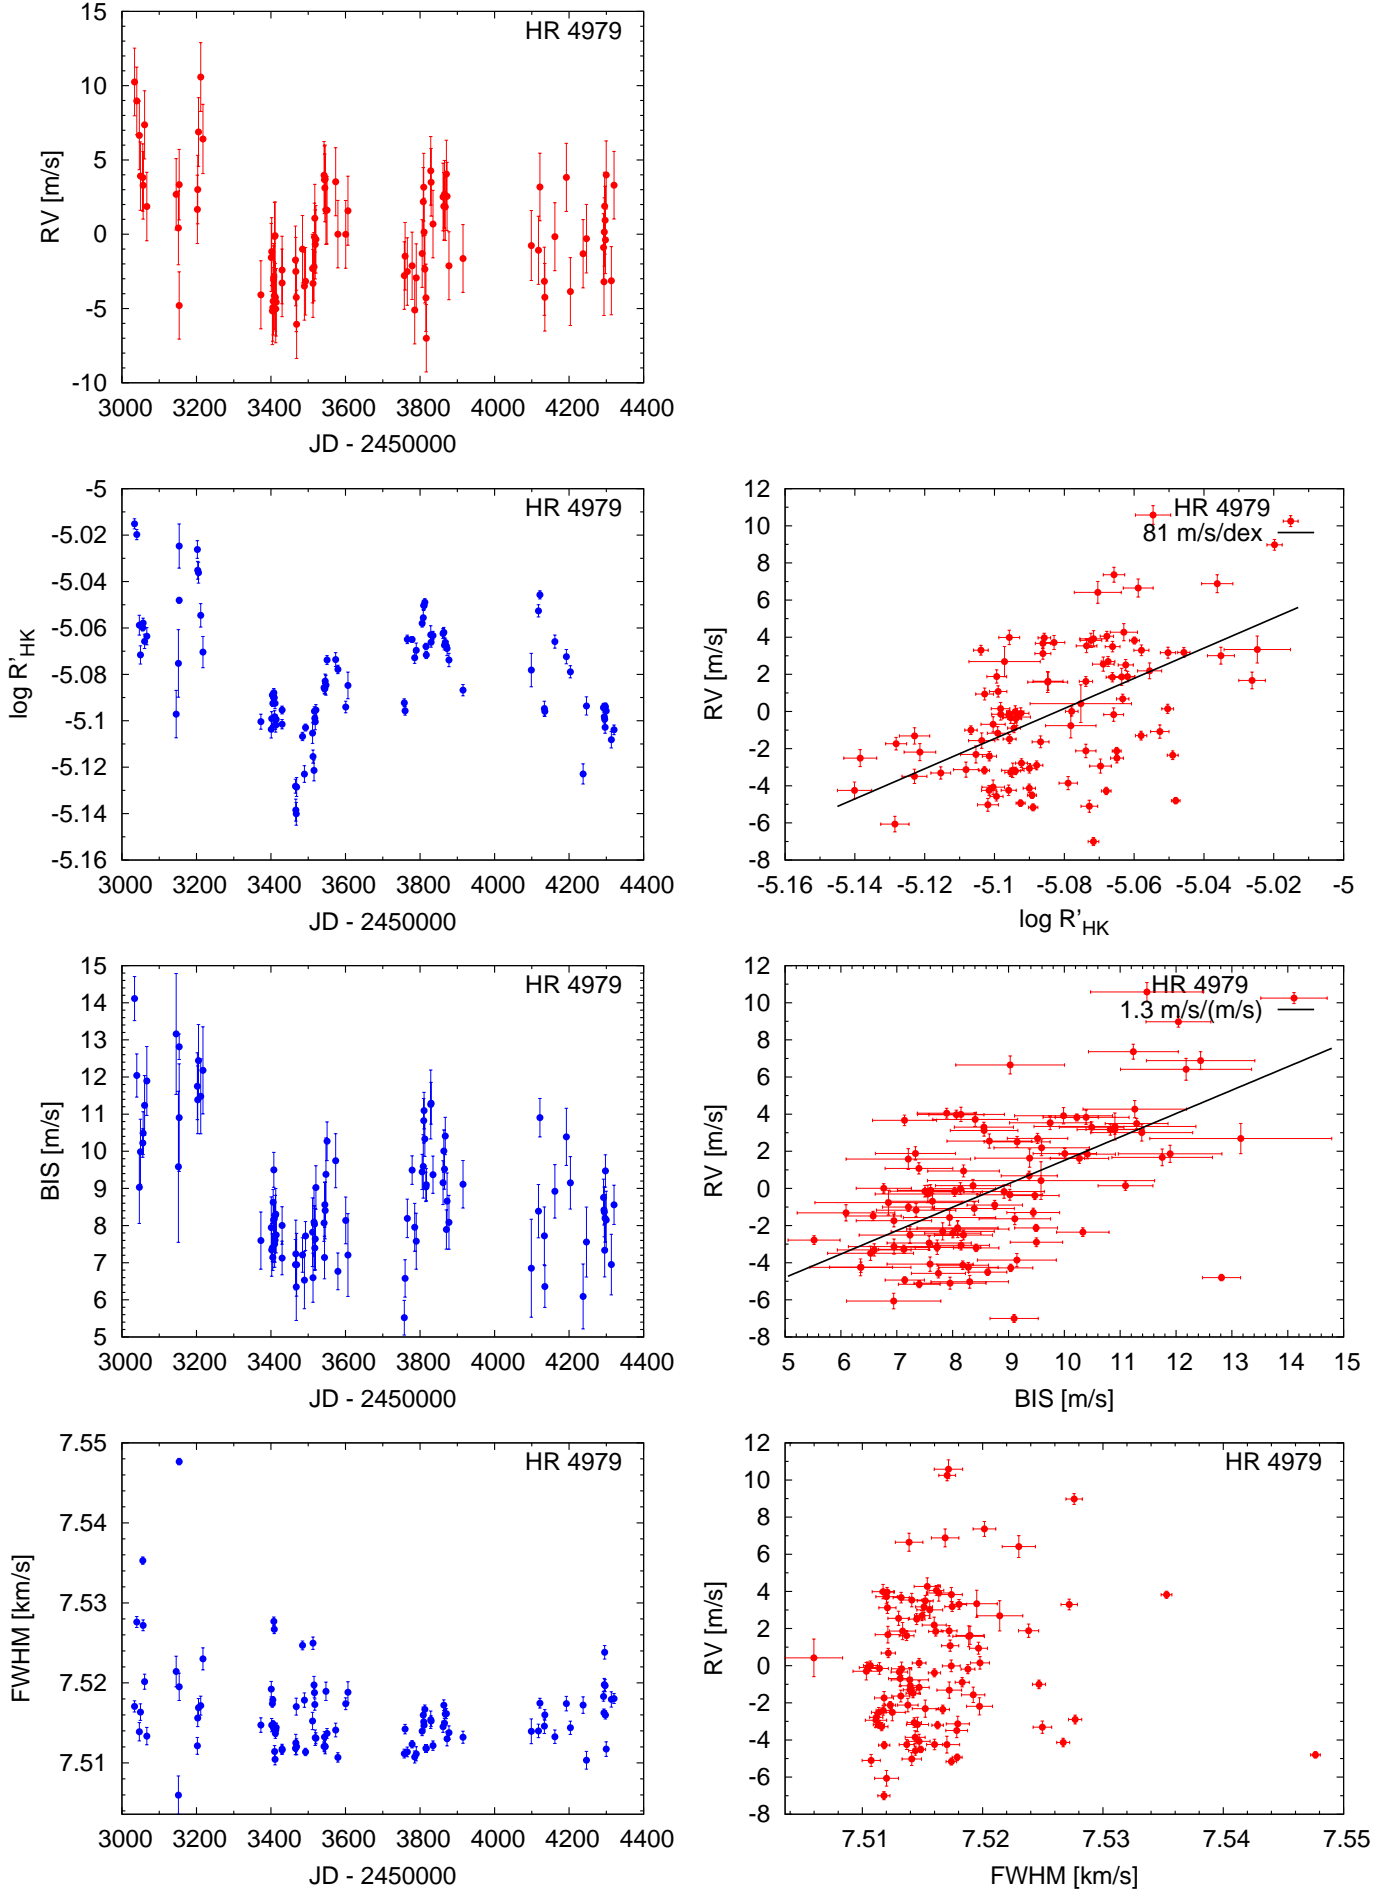 HR 4979
RV [m/s]
15
10
5
0
-5
-10
3000 3200 3400 3600 3800 4000 4200 4400
JD - 2450000
HR 4979
log R'HK
-5
-5.02
-5.04
-5.06
-5.08
-5.1
-5.12
-5.14
-5.16
3000 3200 3400 3600 3800 4000 4200 4400
JD - 2450000
HR 4979
81 m/s/dex
RV [m/s]
12
10
8
6
4
2
0
-2
-4
-6
-8
-5.16 -5.14 -5.12 -5.1 -5.08 -5.06 -5.04 -5.02 -5
log R'HK
HR 4979
BIS [m/s]
15
14
13
12
11
10
9
8
7
6
5
3000 3200 3400 3600 3800 4000 4200 4400
JD - 2450000
HR 4979
1.3 m/s/(m/s)
RV [m/s]
12
10
8
6
4
2
0
-2
-4
-6
-8
5 6 7 8 9 10 11 12 13 14 15
BIS [m/s]
HR 4979
FWHM [km/s]
7.55
7.54
7.53
7.52
7.51
3000 3200 3400 3600 3800 4000 4200 4400
JD - 2450000
HR 4979
RV [m/s]
12
10
8
6
4
2
0
-2
-4
-6
-8
7.51 7.52 7.53 7.54 7.55
FWHM [km/s]